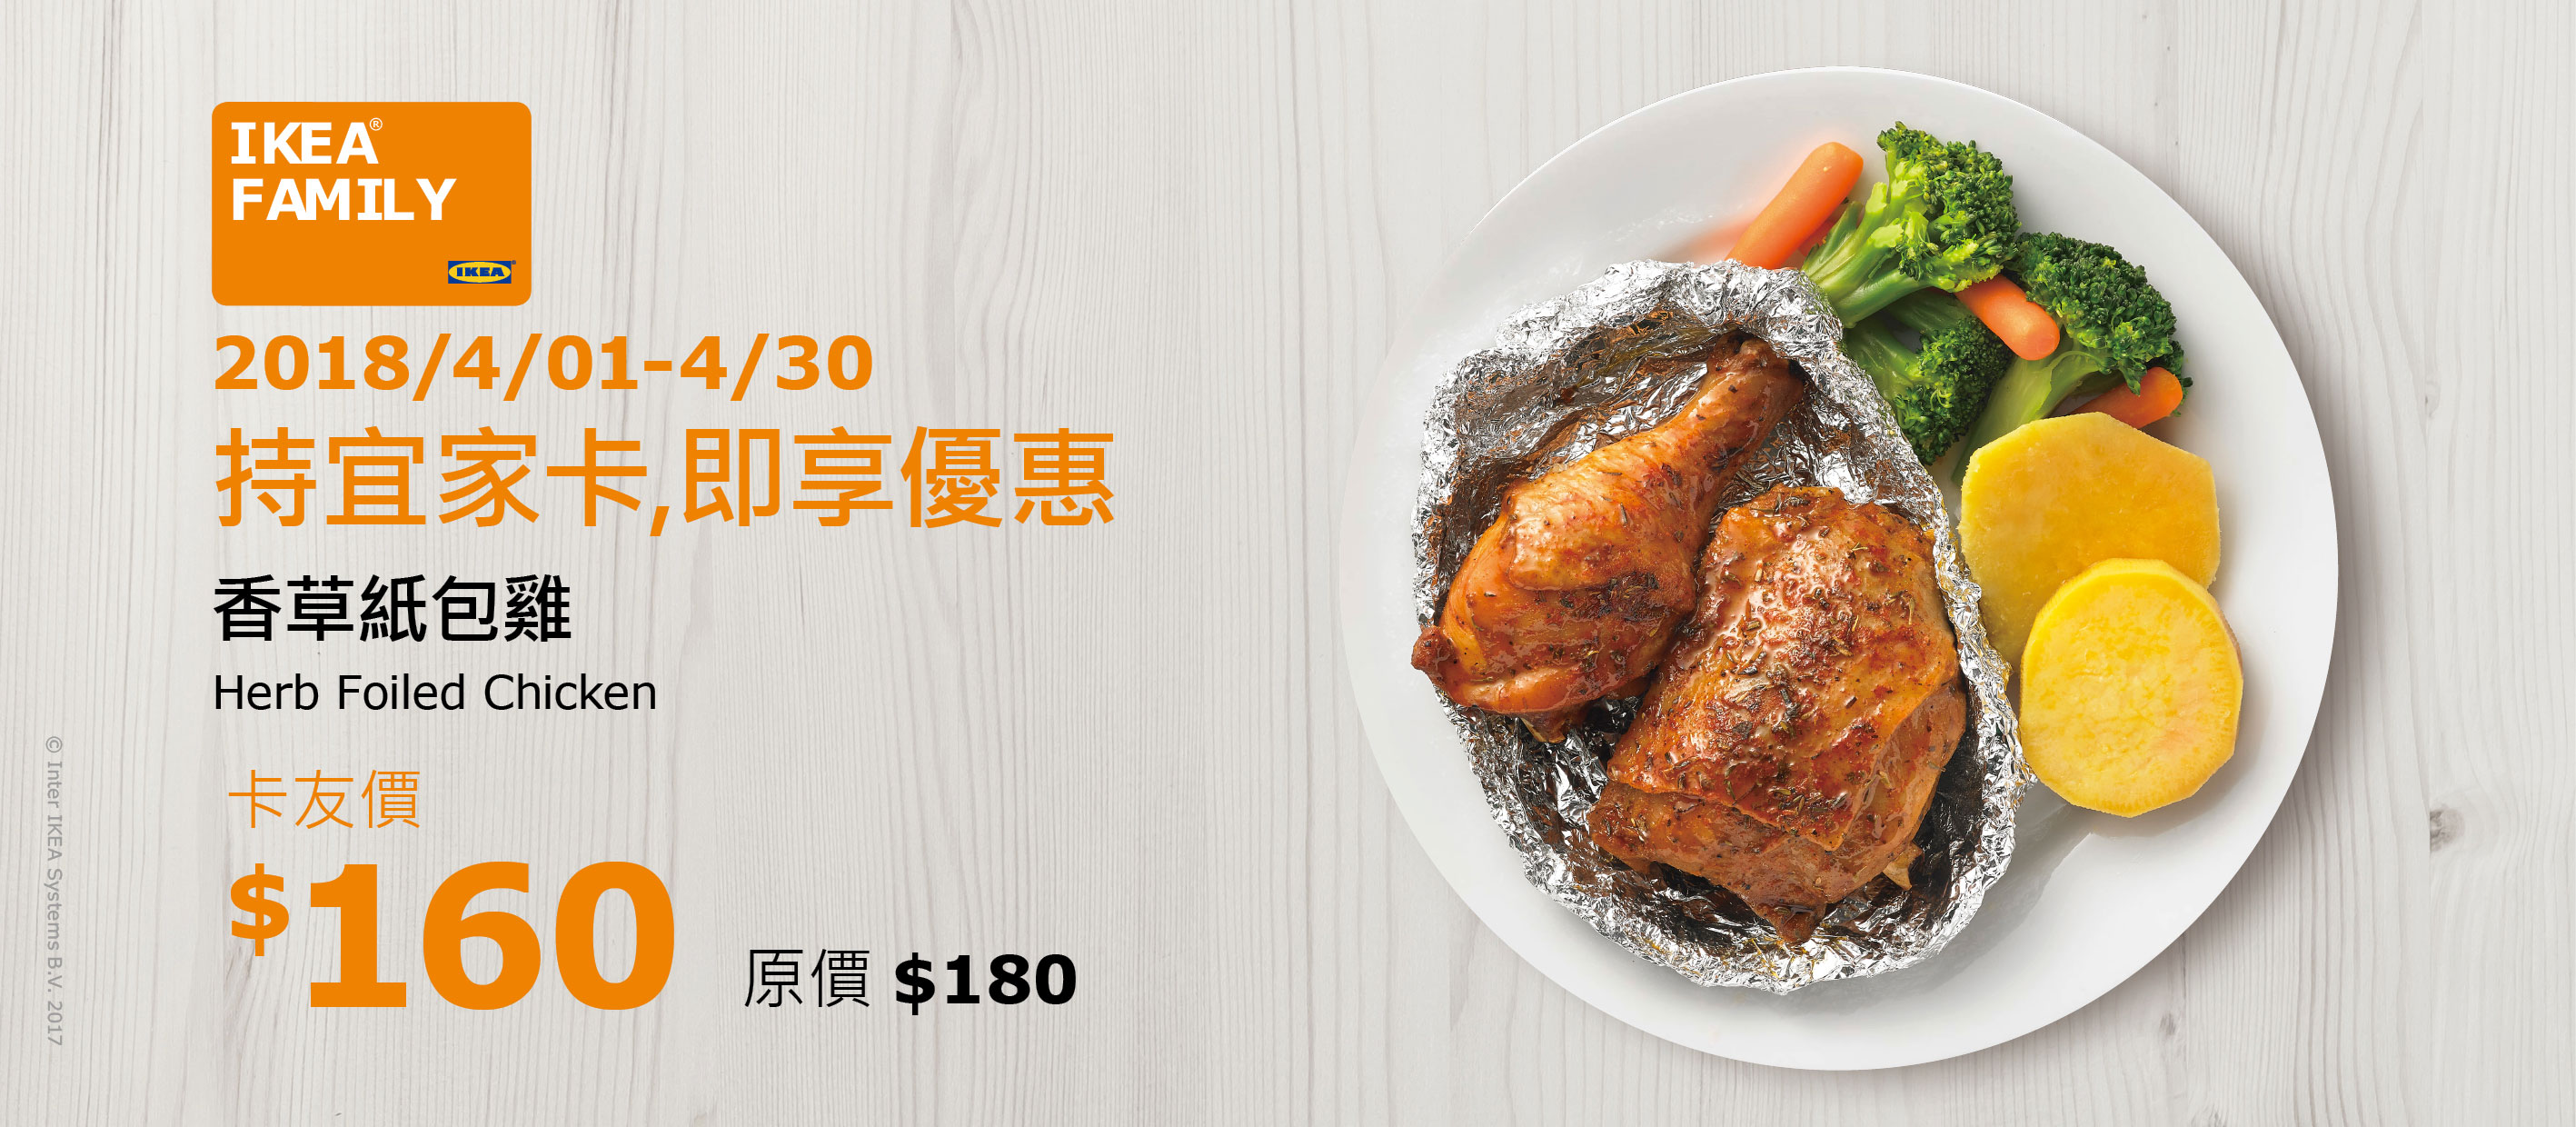 IKEA®
FAMILY
IKEA®
2018/4/01-4/30
持宜家卡,即享優惠
香草紙包雞
Herb Foiled Chicken
卡友價
$160
原價 $180
© Inter IKEA Systems B.V. 2017